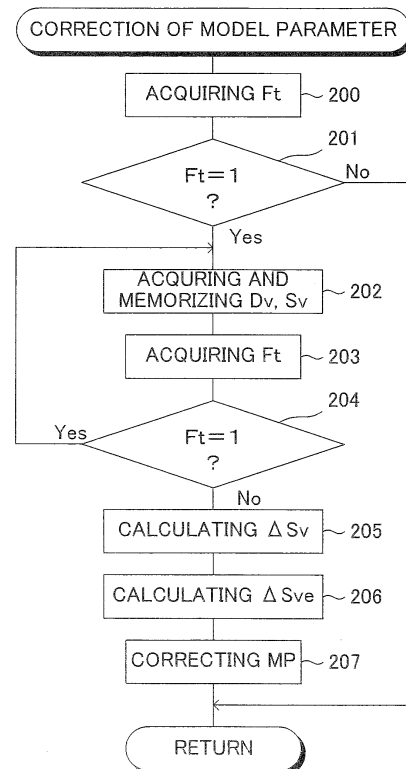 CORRECTION OF MODEL PARAMETER
ACQUIRING Ft
200
201
Ft=1
?
No
Yes
ACQURING AND
MEMORIZING Dv, Sv
202
ACQUIRING Ft
203
204
Yes
Ft=1
?
No
CALCULATING ΔSv
205
CALCULATING ΔSve
206
CORRECTING MP
207
RETURN